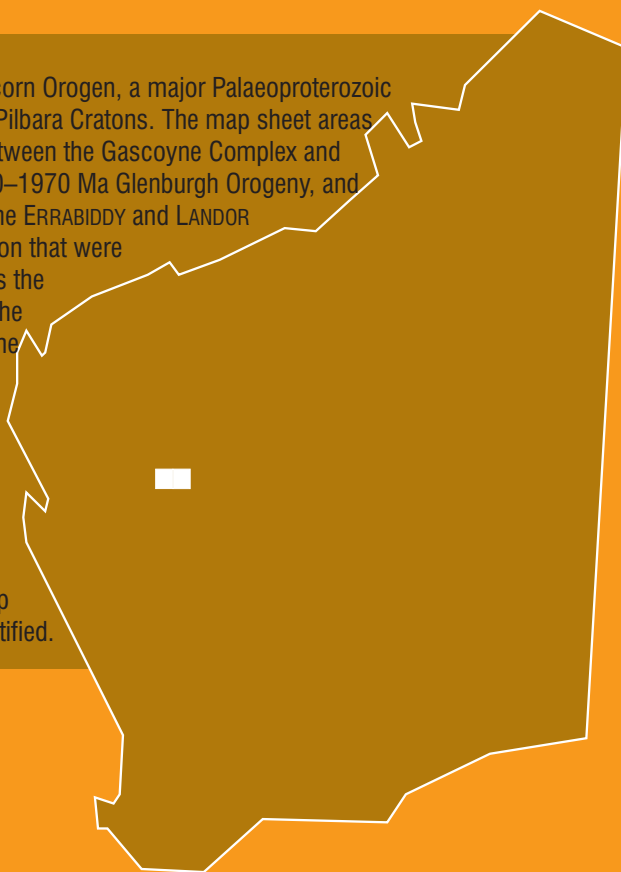 corn Orogen, a major Palaeoproterozoic
Pilbara Cratons. The map sheet areas
tween the Gascoyne Complex and
0–1970 Ma Glenburgh Orogeny, and
he ERRABIDDY and LANDOR
on that were
s the
he
he
p
tified.